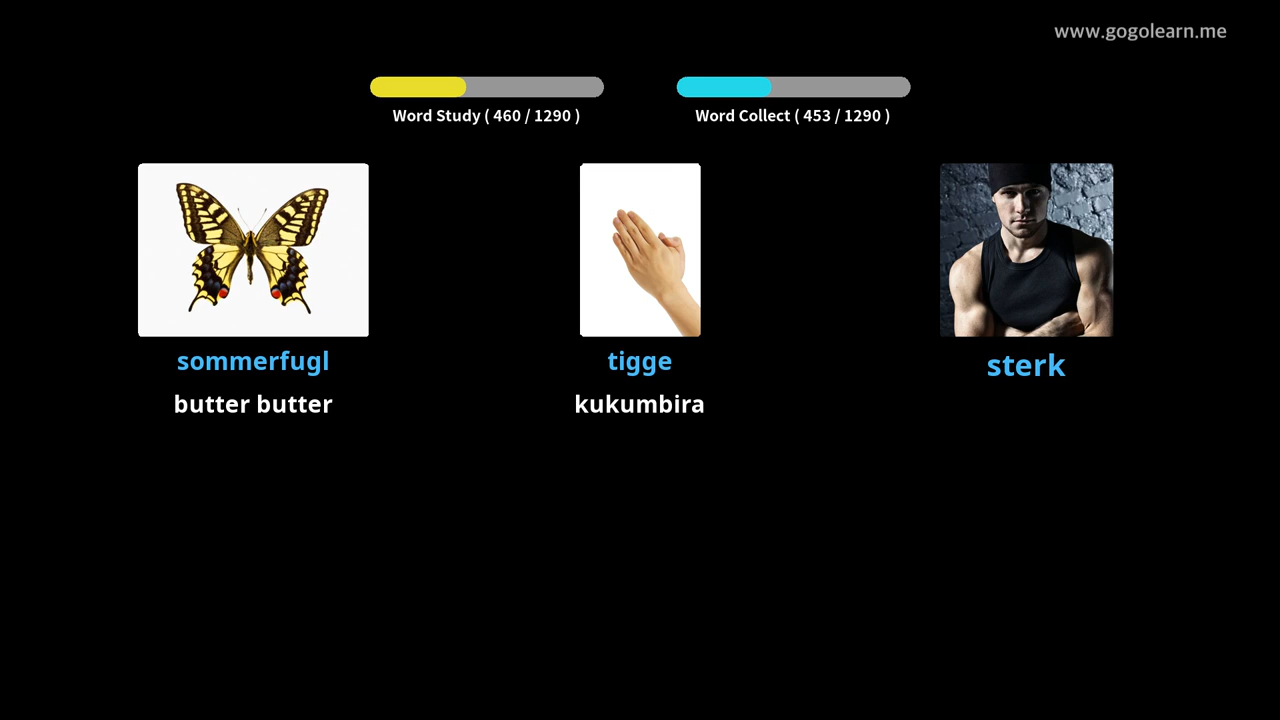 www.gogolearn.me
Word Study ( 460 / 1290 )
Word Collect ( 453 / 1290 )
sommerfugl
tigge
sterk
butter butter
kukumbira